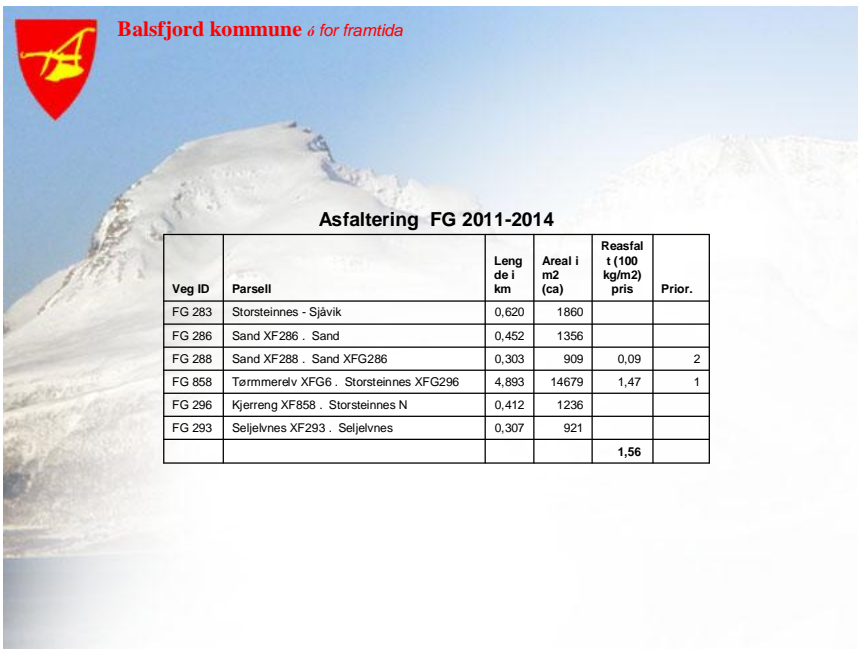 Balsfjord kommune ó for framtida
Asfaltering FG 2011-2014
Veg ID Parsell Leng de i km Areal i m2 (ca) Reasfal t (100 kg/m2) pris Prior.
FG 283 Storsteinnes - Sjåvik 0,620 1860
FG 286 Sand XF286 . Sand 0,452 1356
FG 288 Sand XF288 . Sand XFG286 0,303 909 0,09 2
FG 858 Tørmmerelv XFG6 . Storsteinnes XFG296 4,893 14679 1,47 1
FG 296 Kjerreng XF858 . Storsteinnes N 0,412 1236
FG 293 Seljelvnes XF293 . Seljelvnes 0,307 921
1,56